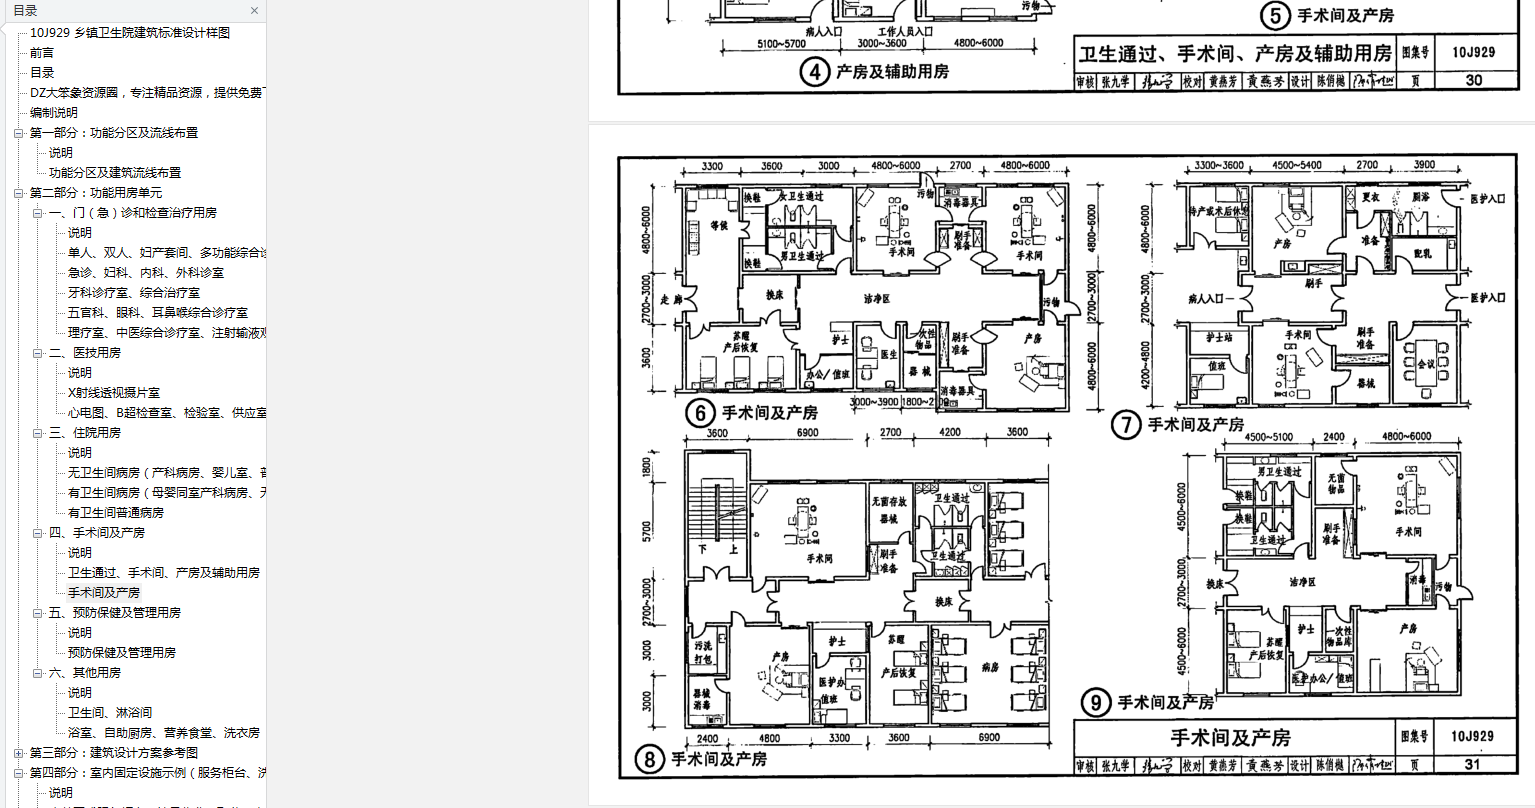 目录
10J929 乡镇卫生院建筑标准设计样图
前言
目录
DZ大笨象资源圈，专注精品资源，提供免费下
编制说明
第一部分：功能分区及流线布置
说明
功能分区及建筑流线布置
第二部分：功能用房单元
一、门（急）诊和检查治疗用房
说明
单人、双人、妇产套间、多功能综合诊
急诊、妇科、内科、外科诊室
牙科诊疗室、综合治疗室
五官科、眼科、耳鼻喉综合诊疗室
理疗室、中医综合诊疗室、注射输液观
二、医技用房
说明
X射线透视摄片室
心电图、B超检查室、检验室、供应室
三、住院用房
说明
无卫生间病房（产科病房、婴儿室、普
有卫生间病房（母婴同室产科病房、无
有卫生间普通病房
四、手术间及产房
说明
卫生通过、手术间、产房及辅助用房
手术间及产房
五、预防保健及管理用房
说明
预防保健及管理用房
六、其他用房
说明
卫生间、淋浴间
浴室、自助厨房、营养食堂、洗衣房
第三部分：建筑设计方案参考图
第四部分：室内固定设施示例（服务柜台、洗
说明
污物
病人入口 工作人员入口
5100~5700 3000~3600 4800~6000
④ 产房及辅助用房
⑤ 手术间及产房
卫生通过、手术间、产房及辅助用房 图集号 10J929
审核 张九学 校对 黄燕芳 黄燕芳 设计 陈俏樾 页 30
3300 3600 3000 4800~6000 2700 4800~6000
4800~6000 2700~3000 3600
等候
换鞋
女卫生通过
男卫生通过
换鞋
手术间
污物
消毒器具
刷手
准备
手术间
走廊
换床
洁净区
污物
苏醒
产后恢复
护士
办公/值班
医生
一次性
物品
器械
刷手
准备
消毒器具
产房
4800~6000 2700~3000 4800~6000
3000~3900 1800~2100
⑥ 手术间及产房
3300~3600 4500~5400 2700 3900
4800~6000 2700~3000 4200~4800
待产或术后休息
产房
更衣
厕浴
医护入口
准备
配乳
刷手
病人入口
医护入口
护士站
值班
手术间
刷手
准备
器械
会议
⑦ 手术间及产房
3600 6900 2700 4200 3600
1800 5700 2700~3000 3000 3000
下 上
手术间
无菌存放
器械
刷手
准备
卫生通过
卫生通过
换床
污洗
打包
器械
消毒
产房
护士
医护办
值班
苏醒
产后恢复
病房
2400 4800 3300 3600 6900
⑧ 手术间及产房
4500~5100 2400 4800~6000
4500~6000 2700~3000 4500~6000
男卫生通过
换鞋
换鞋
卫生通过
无菌
物品
刷手
准备
手术间
换床
洁净区
消毒
污物
苏醒
产后恢复
护士
一次性
物品库
医护办公/值班
产房
⑨ 手术间及产房
手术间及产房 图集号 10J929
审核 张九学 校对 黄燕芳 黄燕芳 设计 陈俏樾 页 31